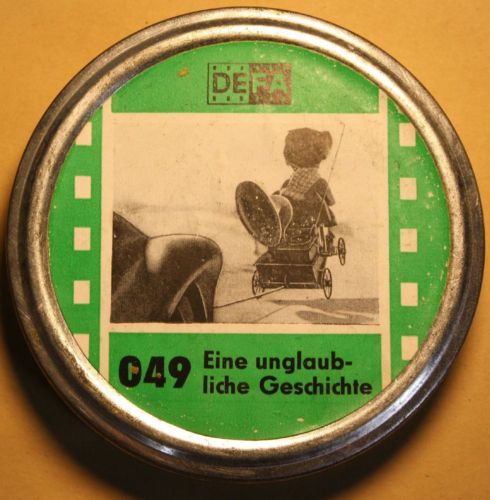 DEFA
049 Eine unglaub-
liche Geschichte